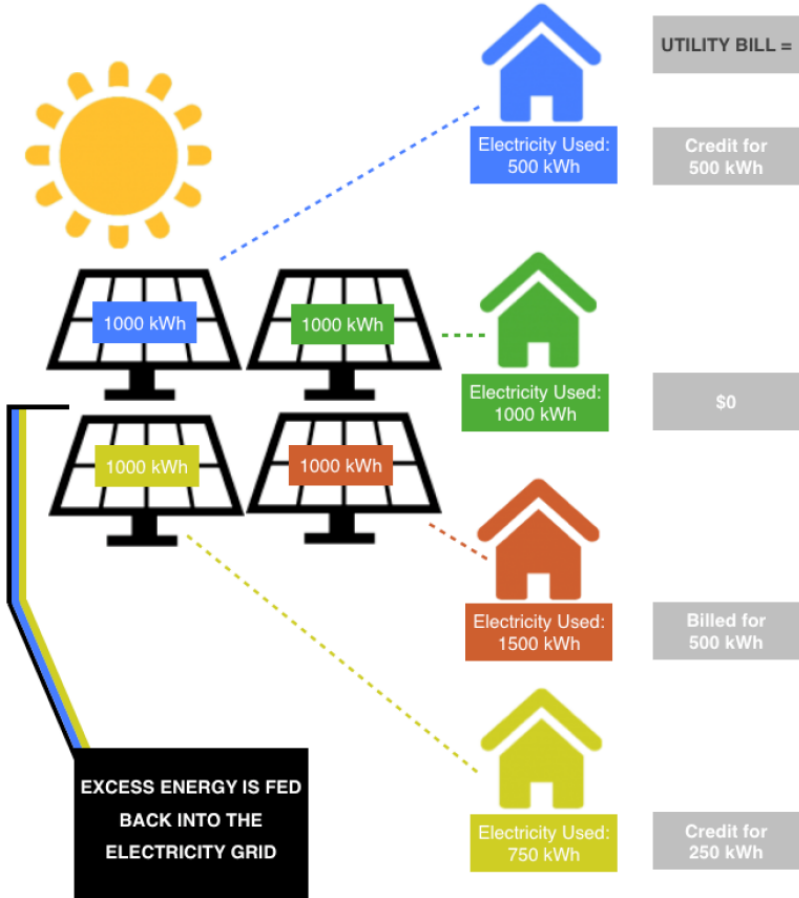 UTILITY BILL =
Electricity Used:
500 kWh
Credit for
500 kWh
1000 kWh
1000 kWh
Electricity Used:
1000 kWh
$0
1000 kWh
1000 kWh
Electricity Used:
1500 kWh
Billed for
500 kWh
EXCESS ENERGY IS FED
BACK INTO THE
ELECTRICITY GRID
Electricity Used:
750 kWh
Credit for
250 kWh